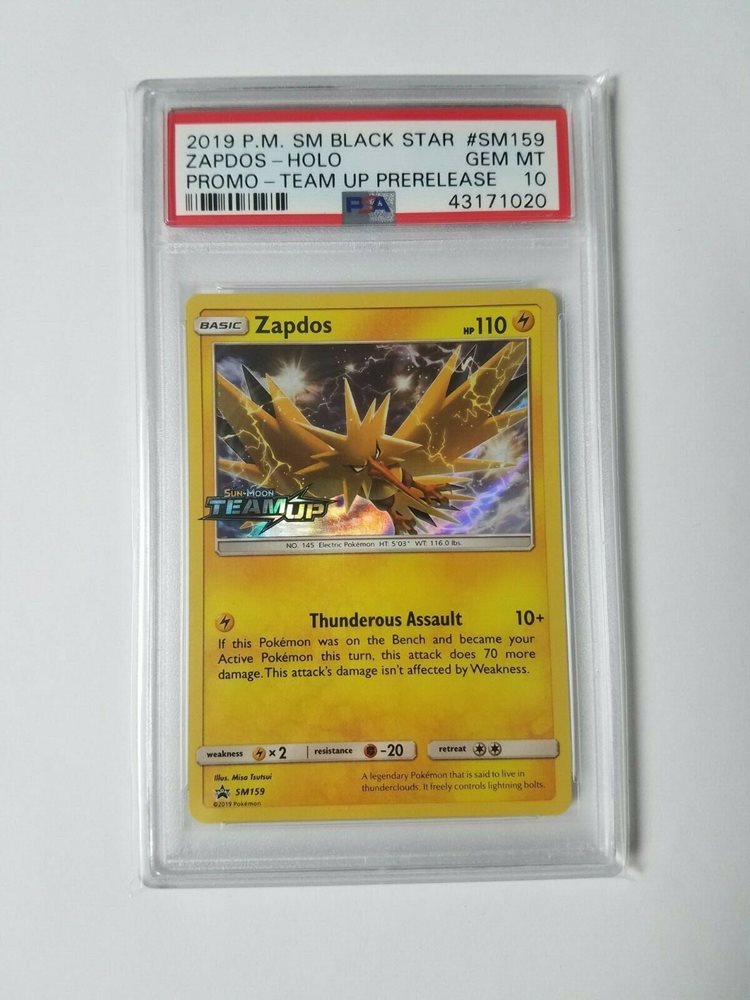 2019 P.M. SM BLACK STAR #SM159
ZAPDOS - HOLO GEM MT
PROMO - TEAM UP PRERELEASE 10
PSA 43171020
BASIC Zapdos HP110
SUN & MOON
TEAM UP
NO. 145 Electric Pokémon HT: 5'03" WT: 116.0 lbs.
Thunderous Assault 10+
If this Pokémon was on the Bench and became your
Active Pokémon this turn, this attack does 70 more
damage. This attack's damage isn't affected by Weakness.
weakness ×2 resistance -20 retreat
Illus. Misa Tsutsui
SM159
©2019 Pokémon
A legendary Pokémon that is said to live in
thunderclouds. It freely controls lightning bolts.